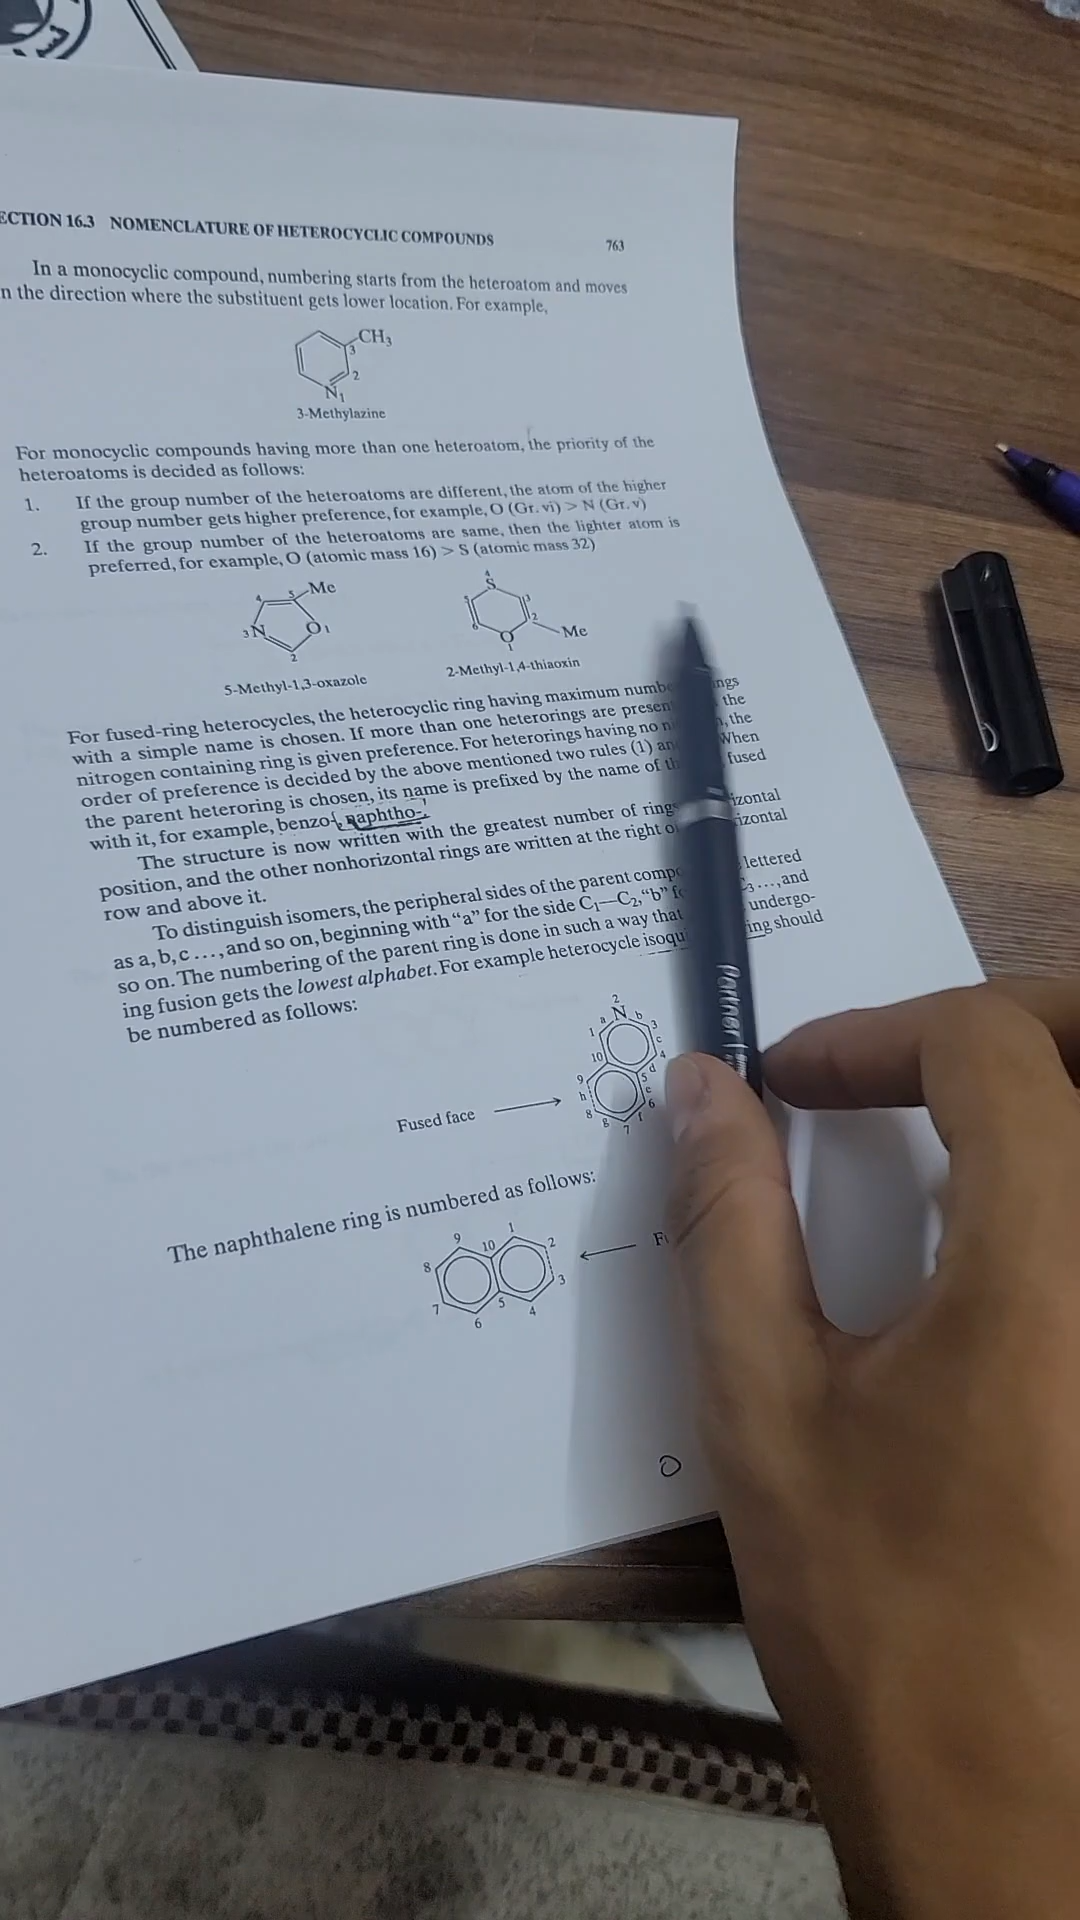 ECTION 16.3 NOMENCLATURE OF HETEROCYCLIC COMPOUNDS 763
In a monocyclic compound, numbering starts from the heteroatom and moves
n the direction where the substituent gets lower location. For example,
CH3
3
2
N1
3-Methylazine
For monocyclic compounds having more than one heteroatom, the priority of the
heteroatoms is decided as follows:
1. If the group number of the heteroatoms are different, the atom of the higher
group number gets higher preference, for example, O (Gr. vi) > N (Gr. v)
2. If the group number of the heteroatoms are same, then the lighter atom is
preferred, for example, O (atomic mass 16) > S (atomic mass 32)
4 5 Me
3N O1
2
5-Methyl-1,3-oxazole
4
S
5 3
6 2
O Me
1
2-Methyl-1,4-thiaoxin
For fused-ring heterocycles, the heterocyclic ring having maximum numbe ings
with a simple name is chosen. If more than one heterorings are presen the
nitrogen containing ring is given preference. For heterorings having no n , the
order of preference is decided by the above mentioned two rules (1) an When
the parent heteroring is chosen, its name is prefixed by the name of th fused
with it, for example, benzo-, naphtho-,
The structure is now written with the greatest number of ring izontal
position, and the other nonhorizontal rings are written at the right o izontal
row and above it.
To distinguish isomers, the peripheral sides of the parent compo lettered
as a, b, c ..., and so on, beginning with "a" for the side C1—C2, "b" f C3 ..., and
so on. The numbering of the parent ring is done in such a way that undergo-
ing fusion gets the lowest alphabet. For example heterocycle isoqui ing should
be numbered as follows:
2
a N b
1 3
c
10 4
d
9 5
h e
8 6
g 7 f
Fused face
The naphthalene ring is numbered as follows:
9 10 1 2
8 3
7 6 5 4
F
O
Partner